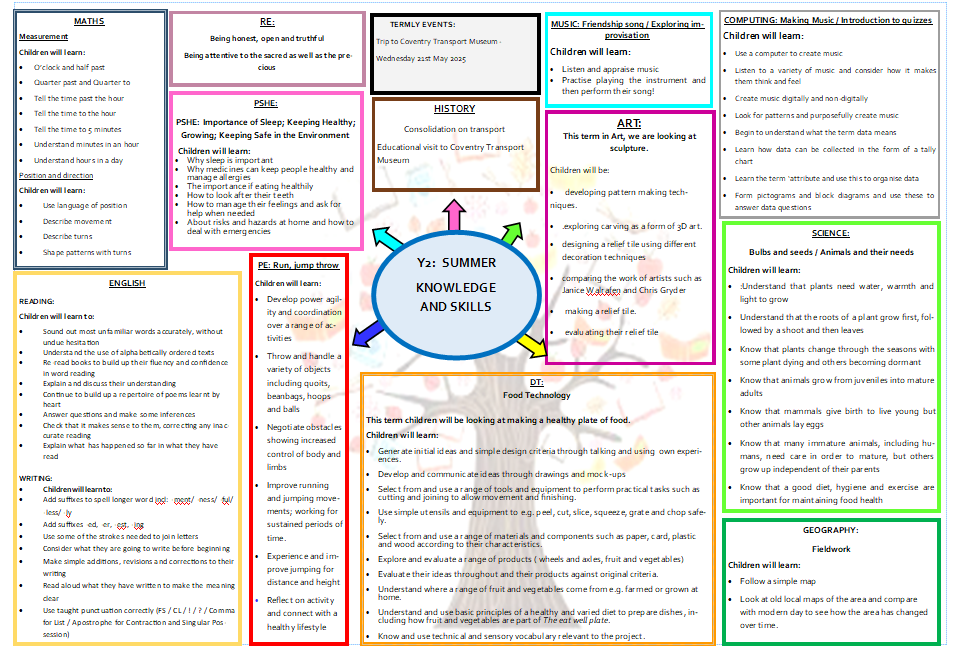 MATHS
Measurement
Children will learn:
• O'clock and half past
• Quarter past and Quarter to
• Tell the time past the hour
• Tell the time to the hour
• Tell the time to 5 minutes
• Understand minutes in an hour
• Understand hours in a day
Position and direction
Children will learn:
• Use language of position
• Describe movement
• Describe turns
• Shape patterns with turns
RE:
Being honest, open and truthful
Being attentive to the sacred as well as the pre-
cious
PSHE:
PSHE: Importance of Sleep; Keeping Healthy;
Growing; Keeping Safe in the Environment
Children will learn:
• Why sleep is important
• Why medicines can keep people healthy and
manage allergies
• The importance if eating healthily
• How to look after their teeth
• How to manage their feelings and ask for
help when needed
• About risks and hazards at home and how to
deal with emergencies
TERMLY EVENTS:
Trip to Coventry Transport Museum -
Wednesday 21st May 2025
HISTORY
Consolidation on transport
Educational visit to Coventry Transport
Museum
MUSIC: Friendship song / Exploring im-
provisation
Children will learn:
• Listen and appraise music
• Practise playing the instrument and
then perform their song!
ART:
This term in Art, we are looking at
sculpture.
Children will be:
• developing pattern making tech-
niques.
• .exploring carving as a form of 3D art.
• designing a relief tile using different
decoration techniques
• comparing the work of artists such as
Janice Walraten and Chris Gryder
• making a relief tile.
• evaluating their relief tile
COMPUTING: Making Music / Introduction to quizzes
Children will learn:
• Use a computer to create music
• Listen to a variety of music and consider how it makes
them think and feel
• Create music digitally and non digitally
• Look for patterns and purposefully create music
• Begin to understand what the term data means
• Learn how data can be collected in the form of a tally
chart
• Learn the term 'attribute and use this to organise data
• Form pictograms and block diagrams and use these to
answer data questions
Y2: SUMMER
KNOWLEDGE
AND SKILLS
ENGLISH
READING:
Children will learn to:
• Sound out most unfamiliar words accurately, without
undue hesitation
• Understand the use of alphabetically ordered texts
• Re-read books to build up their fluency and confidence
in word reading
• Explain and discuss their understanding
• Continue to build up a repertoire of poems learnt by
heart
• Answer questions and make some inferences
• Check that it makes sense to them, correcting any inac-
curate reading
• Explain what has happened so far in what they have
read
WRITING:
• Children will learn to:
• Add suffixes to spell longer word ing: -ment/ -ness/ -ful/
-less/ -ly
• Add suffixes -ed, -er, -est, -ing
• Use some of the strokes needed to join letters
• Consider what they are going to write before beginning
• Make simple additions, revisions and corrections to their
writing
• Read aloud what they have written to make the meaning
clear
• Use taught punctuation correctly (FS / CL / ! / ? / Comma
for List / Apostrophe for Contraction and Singular Pos-
session)
PE: Run, jump throw
Children will learn:
• Develop power agil-
ity and coordination
over a range of ac-
tivities
• Throw and handle a
variety of objects
including quoits,
beanbags, hoops
and balls
• Negotiate obstacles
showing increased
control of body and
limbs
• Improve running
and jumping move-
ments; working for
sustained periods of
time.
• Experience and im-
prove jumping for
distance and height
• Reflect on activity
and connect with a
healthy lifestyle
DT:
Food Technology
This term children will be looking at making a healthy plate of food.
Children will learn:
• Generate initial ideas and simple design criteria through talking and using own experi-
ences.
• Develop and communicate ideas through drawings and mock-ups
• Select from and use a range of tools and equipment to perform practical tasks such as
cutting and joining to allow movement and finishing.
• Use simple utensils and equipment to e.g. peel, cut, slice, squeeze, grate and chop safe-
ly.
• Select from and use a range of materials and components such as paper, card, plastic
and wood according to their characteristics.
• Explore and evaluate a range of products ( wheels and axles, fruit and vegetables)
• Evaluate their ideas throughout and their products against original criteria.
• Understand where a range of fruit and vegetables come from e.g. farmed or grown at
home.
• Understand and use basic principles of a healthy and varied diet to prepare dishes, in-
cluding how fruit and vegetables are part of The eat well plate.
• Know and use technical and sensory vocabulary relevant to the project.
SCIENCE:
Bulbs and seeds / Animals and their needs
Children will learn:
• :Understand that plants need water, warmth and
light to grow
• Understand that the roots of a plant grow first, fol-
lowed by a shoot and then leaves
• Know that plants change through the seasons with
some plant dying and others becoming dormant
• Know that animals grow from juveniles into mature
adults
• Know that mammals give birth to live young but
other animals lay eggs
• Know that many immature animals, including hu-
mans, need care in order to mature, but others
grow up independent of their parents
• Know that a good diet, hygiene and exercise are
important for maintaining food health
GEOGRAPHY:
Fieldwork
Children will learn:
• Follow a simple map
• Look at old local maps of the area and compare
with modern day to see how the area has changed
over time.